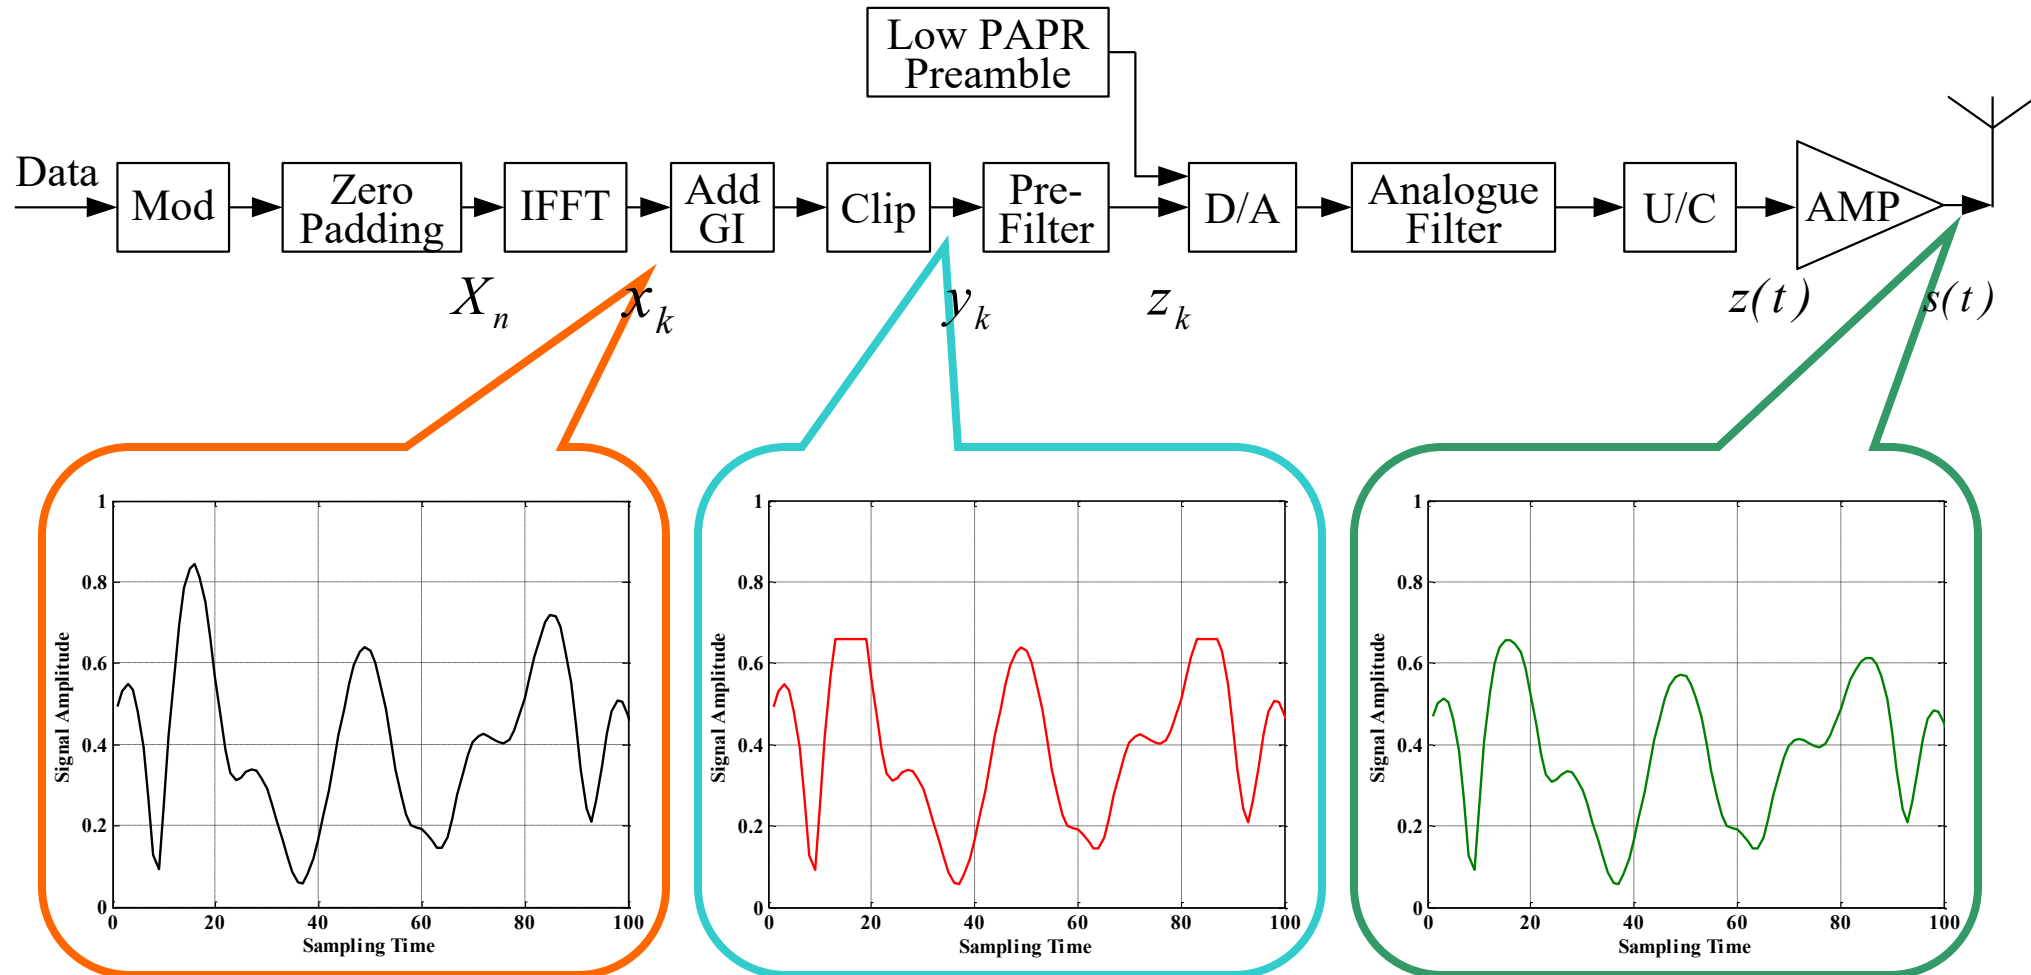 Low PAPR
Preamble
Data
Mod
Zero
Padding
IFFT
Add
GI
Clip
Pre-
Filter
D/A
Analogue
Filter
U/C
AMP
X n
x k
y k
z k
z(t)
s(t)
1
0.8
0.6
0.4
0.2
0
0 20 40 60 80 100
Signal Amplitude
Sampling Time
1
0.8
0.6
0.4
0.2
0
0 20 40 60 80 100
Signal Amplitude
Sampling Time
1
0.8
0.6
0.4
0.2
0
0 20 40 60 80 100
Signal Amplitude
Sampling Time